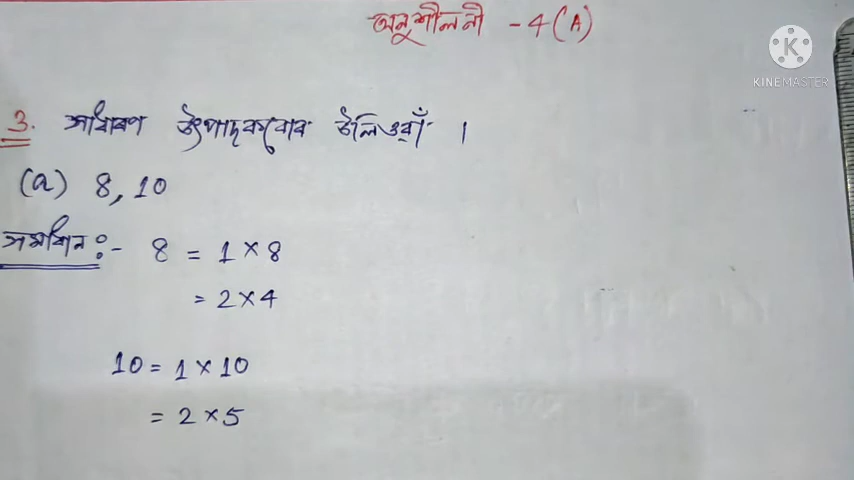 অনুশীলনী - 4 (A)
KINEMASTER
3. সাধাৰণ উৎপাদকবোৰ উলিওৱাঁ ।
(a) 8, 10
সমাধান :- 8 = 1 × 8
= 2 × 4
10 = 1 × 10
= 2 × 5